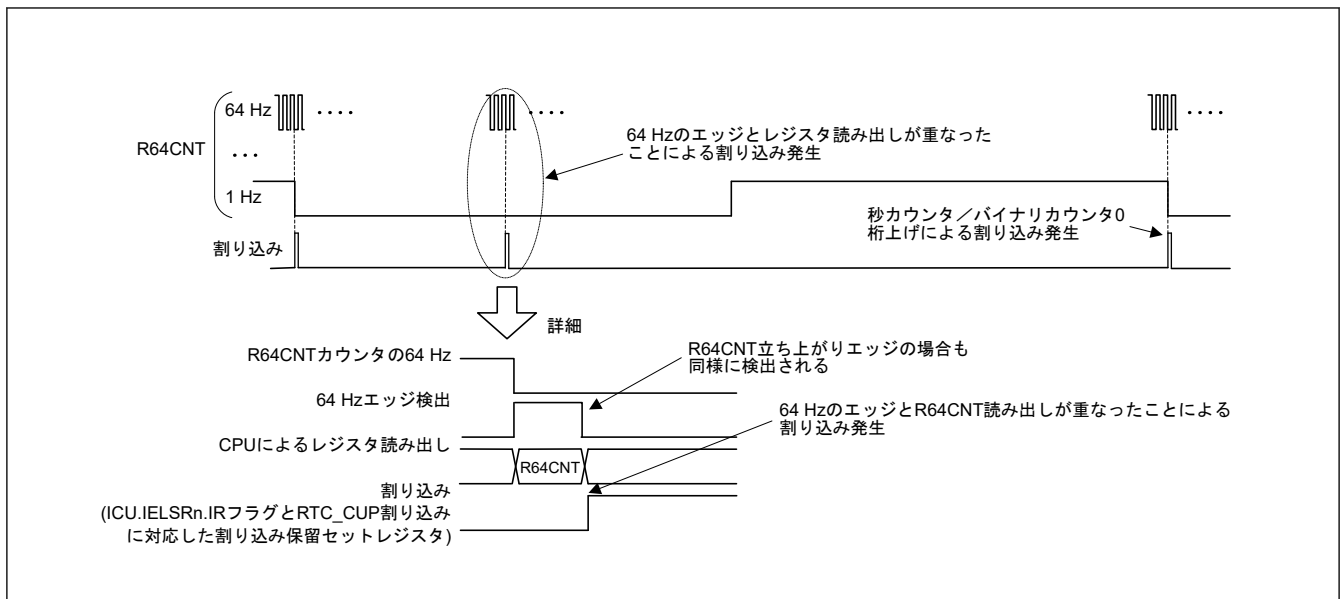 64 Hz
R64CNT
1 Hz
割り込み
64 Hzのエッジとレジスタ読み出しが重なった
ことによる割り込み発生
秒カウンタ／バイナリカウンタ0
桁上げによる割り込み発生
詳細
R64CNTカウンタの64 Hz
64 Hzエッジ検出
CPUによるレジスタ読み出し
R64CNT
割り込み
(ICU.IELSRn.IRフラグとRTC_CUP割り込み
に対応した割り込み保留セットレジスタ)
R64CNT立ち上がりエッジの場合も
同様に検出される
64 HzのエッジとR64CNT読み出しが重なったことによる
割り込み発生